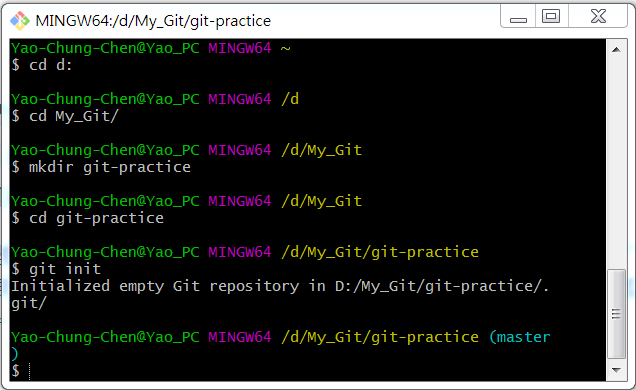 MINGW64:/d/My_Git/git-practice
Yao-Chung-Chen@Yao_PC MINGW64 ~
$ cd d:
Yao-Chung-Chen@Yao_PC MINGW64 /d
$ cd My_Git/
Yao-Chung-Chen@Yao_PC MINGW64 /d/My_Git
$ mkdir git-practice
Yao-Chung-Chen@Yao_PC MINGW64 /d/My_Git
$ cd git-practice
Yao-Chung-Chen@Yao_PC MINGW64 /d/My_Git/git-practice
$ git init
Initialized empty Git repository in D:/My_Git/git-practice/.
git/
Yao-Chung-Chen@Yao_PC MINGW64 /d/My_Git/git-practice (master
)
$